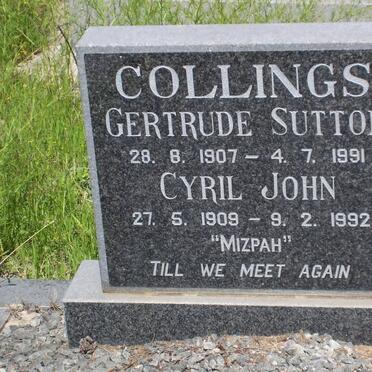 COLLINGS
GERTRUDE SUTTON
28. 8. 1907 – 4. 7. 1991
CYRIL JOHN
27. 5. 1909 – 9. 2. 1992
"MIZPAH"
TILL WE MEET AGAIN